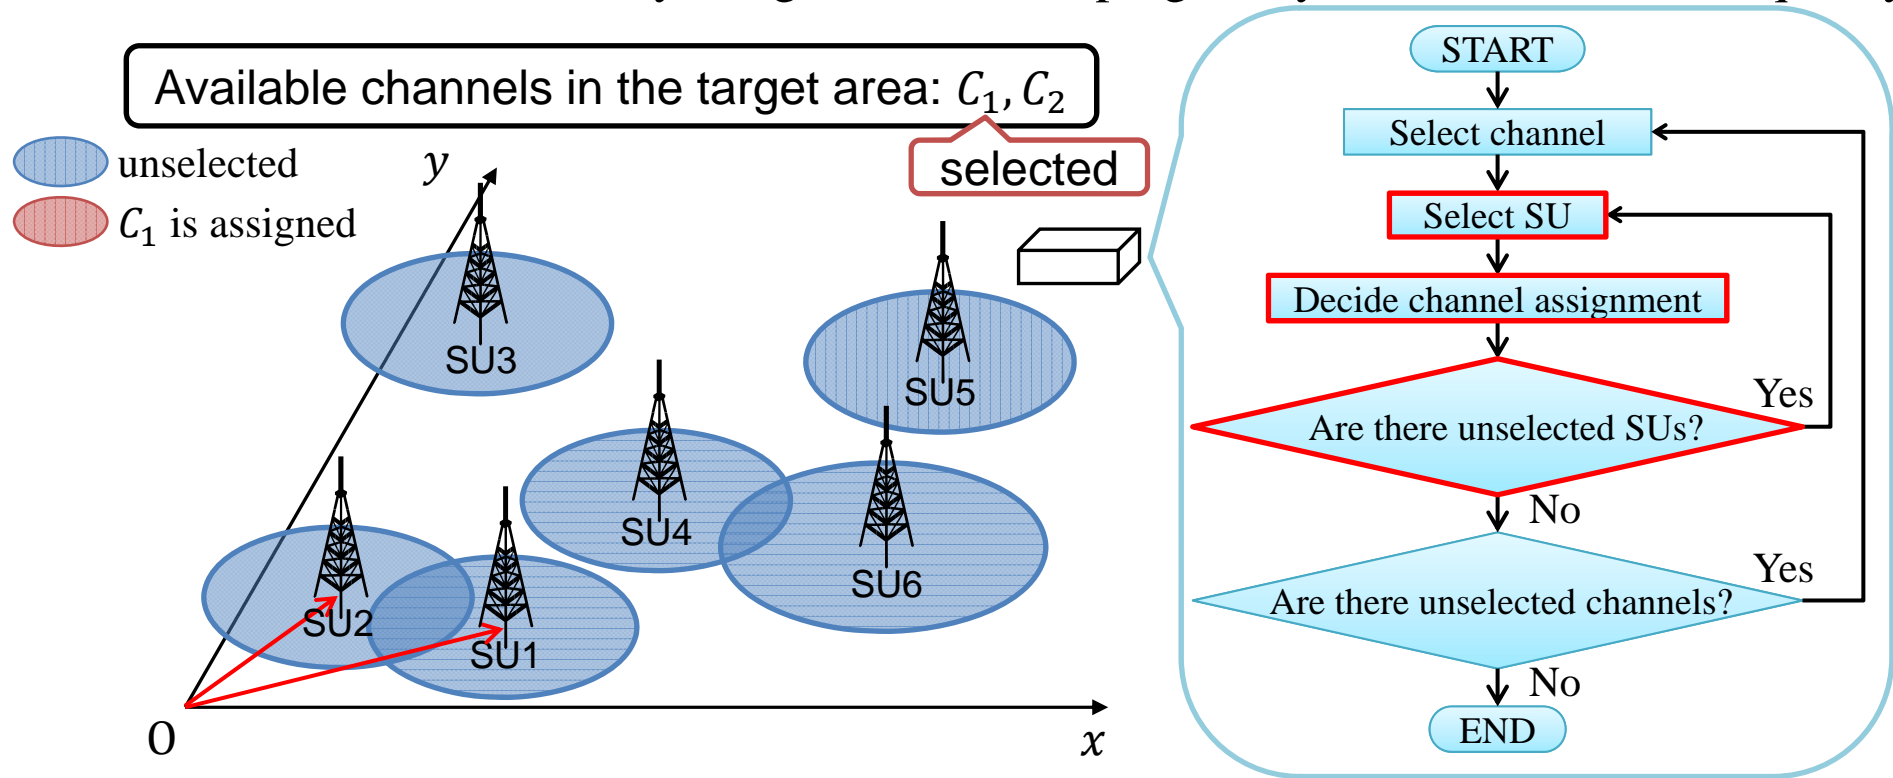 Available channels in the target area: C₁, C₂
selected
unselected
C₁ is assigned
y
SU3
SU5
SU4
SU6
SU2
SU1
O
x
START
Select channel
Select SU
Decide channel assignment
Are there unselected SUs?
Yes
No
Are there unselected channels?
Yes
No
END